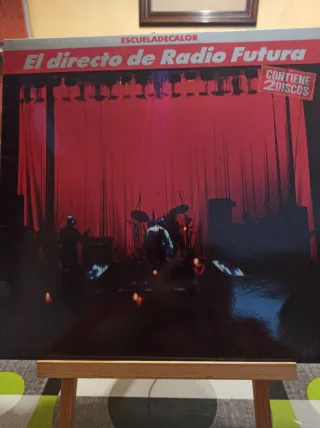 ESCUELADECALOR
El directo de Radio Futura
CONTIENE
2 DISCOS